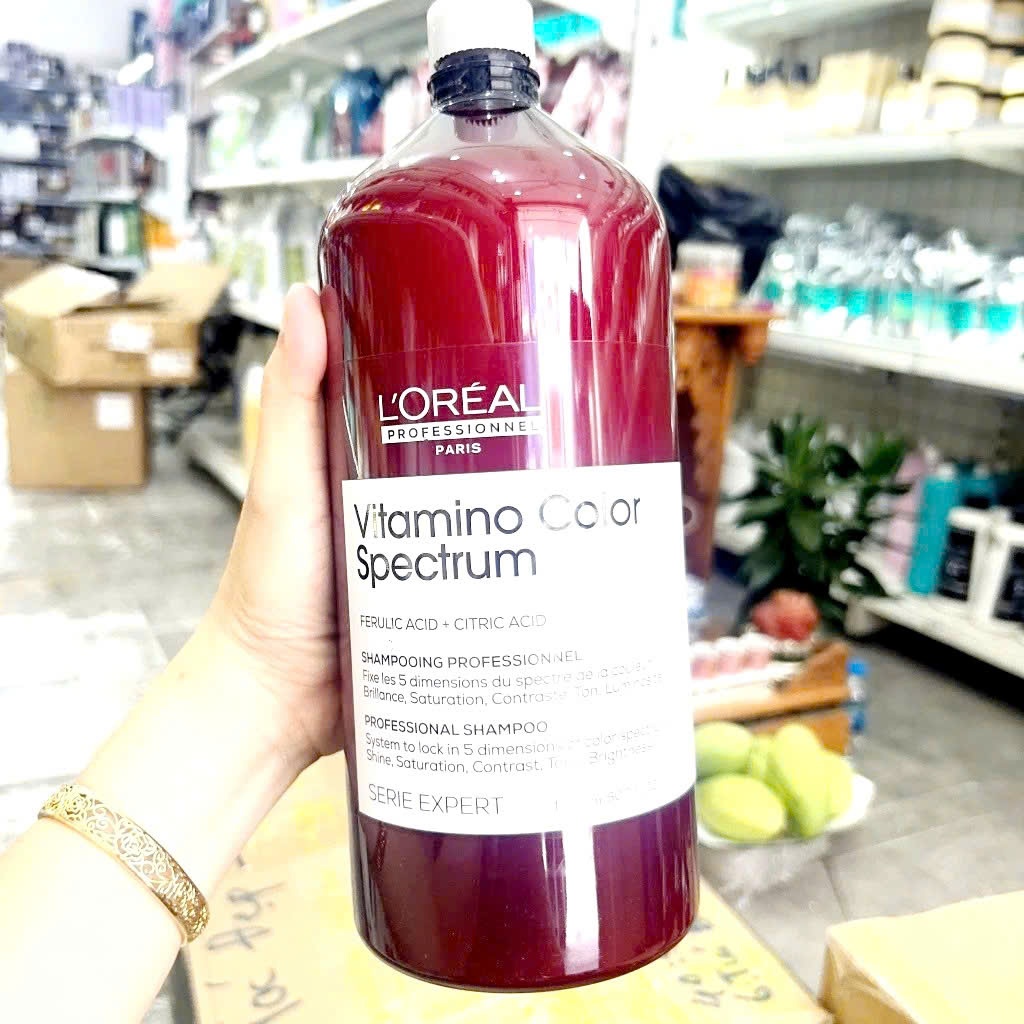 L'ORÉAL
PROFESSIONNEL
PARIS
Vitamino Color
Spectrum
FERULIC ACID + CITRIC ACID
SHAMPOOING PROFESSIONNEL
Fixe les 5 dimensions du spectre de la couleur
Brillance, Saturation, Contraste, Ton, Luminosité
PROFESSIONAL SHAMPOO
System to lock in 5 dimensions of color spectrum
Shine, Saturation, Contrast, Tone, Brightness
SERIE EXPERT